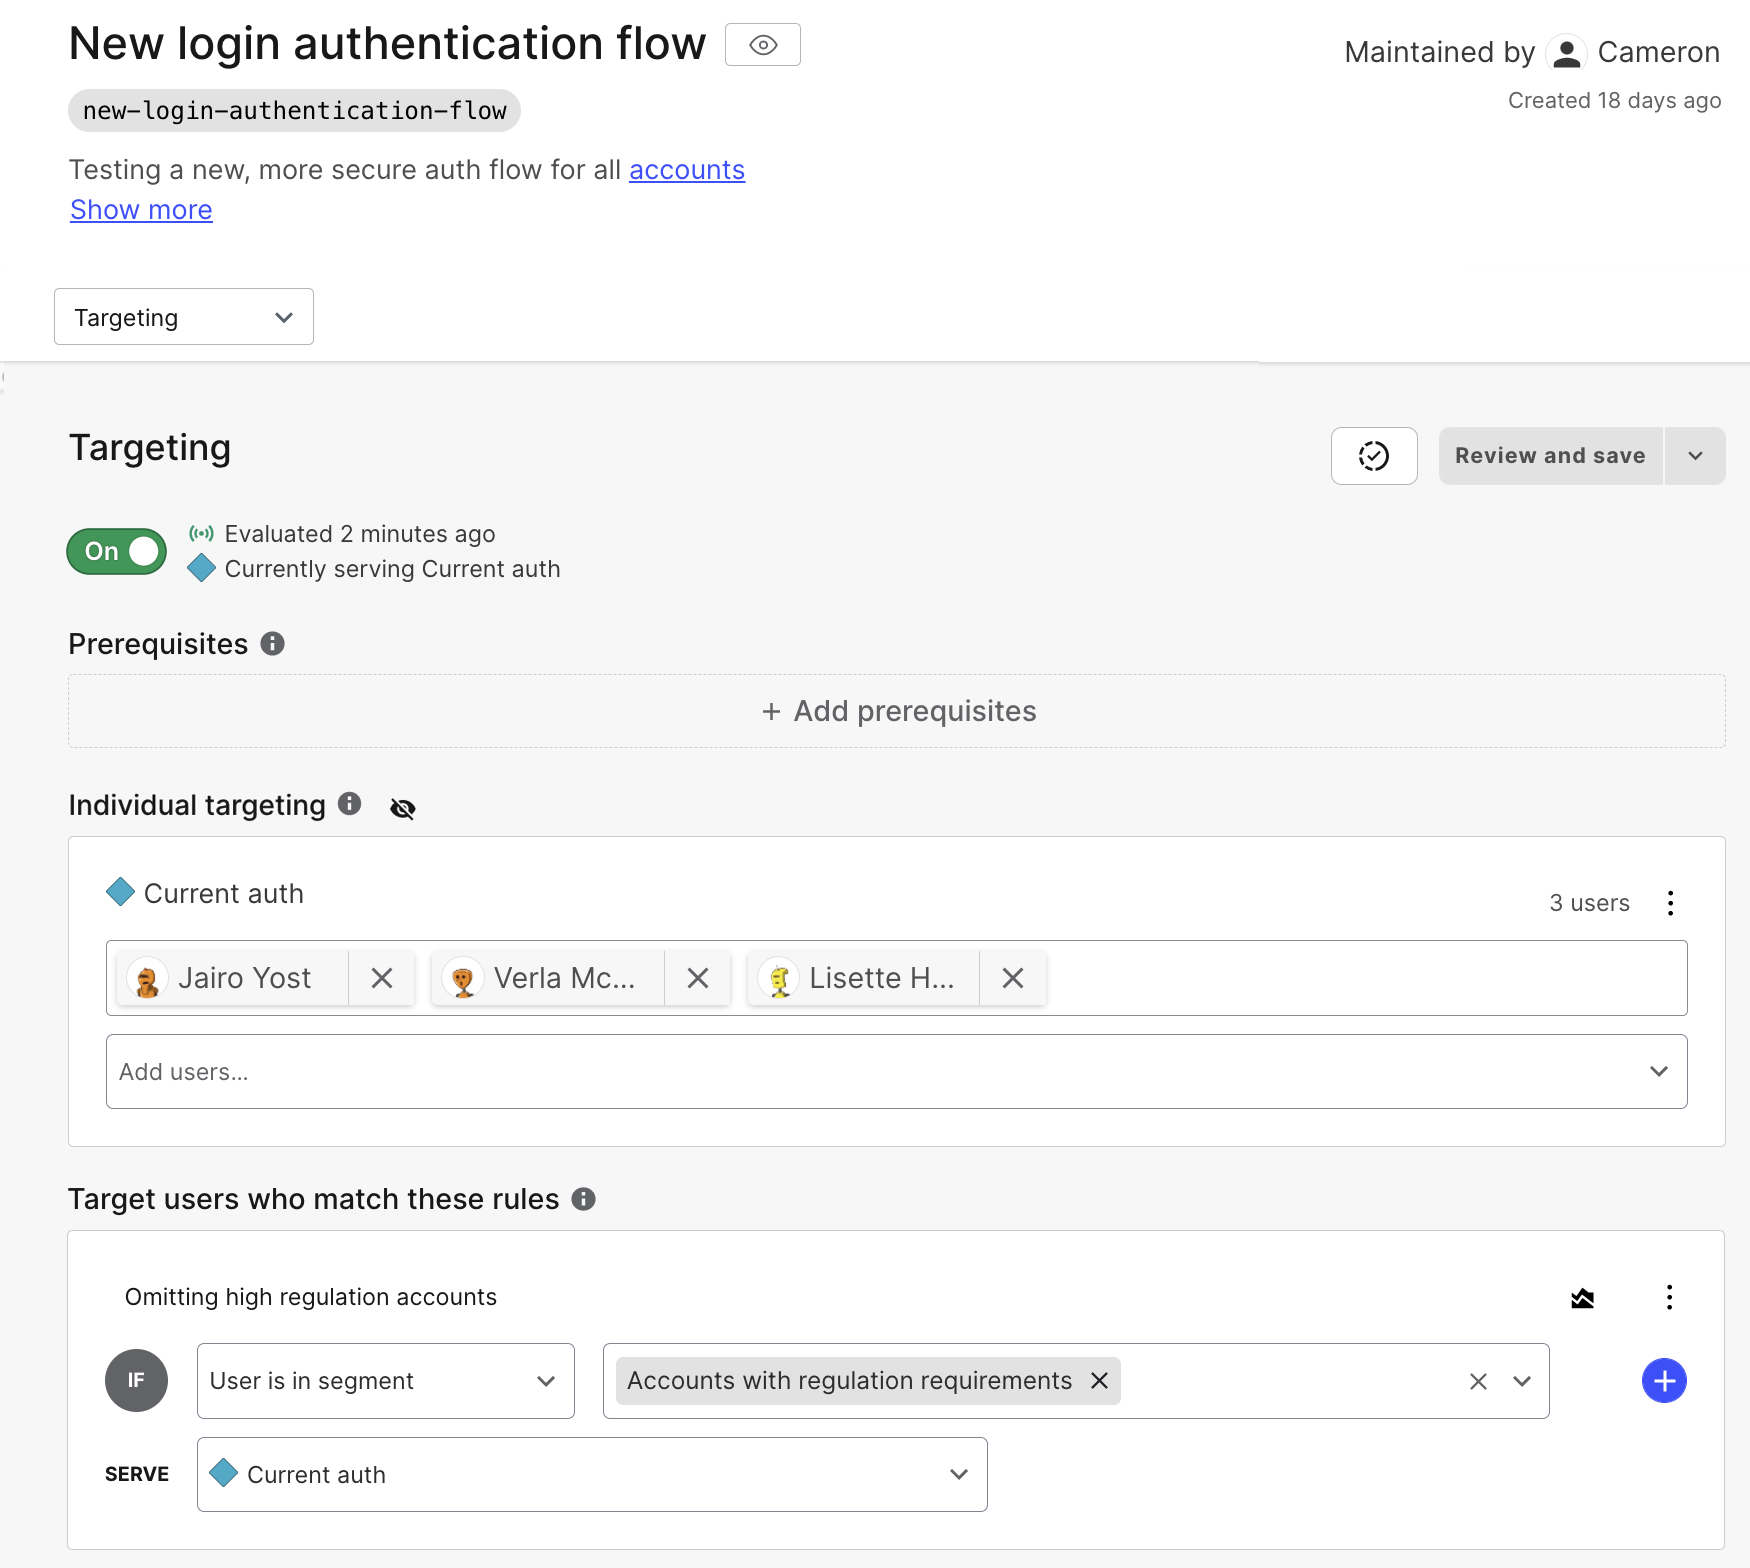 New login authentication flow
Maintained by Cameron
new-login-authentication-flow
Created 18 days ago
Testing a new, more secure auth flow for all accounts
Show more
Targeting
Targeting
Review and save
On
Evaluated 2 minutes ago
Currently serving Current auth
Prerequisites
+ Add prerequisites
Individual targeting
Current auth
3 users
Jairo Yost
Verla Mc...
Lisette H...
Add users...
Target users who match these rules
Omitting high regulation accounts
IF
User is in segment
Accounts with regulation requirements
SERVE
Current auth